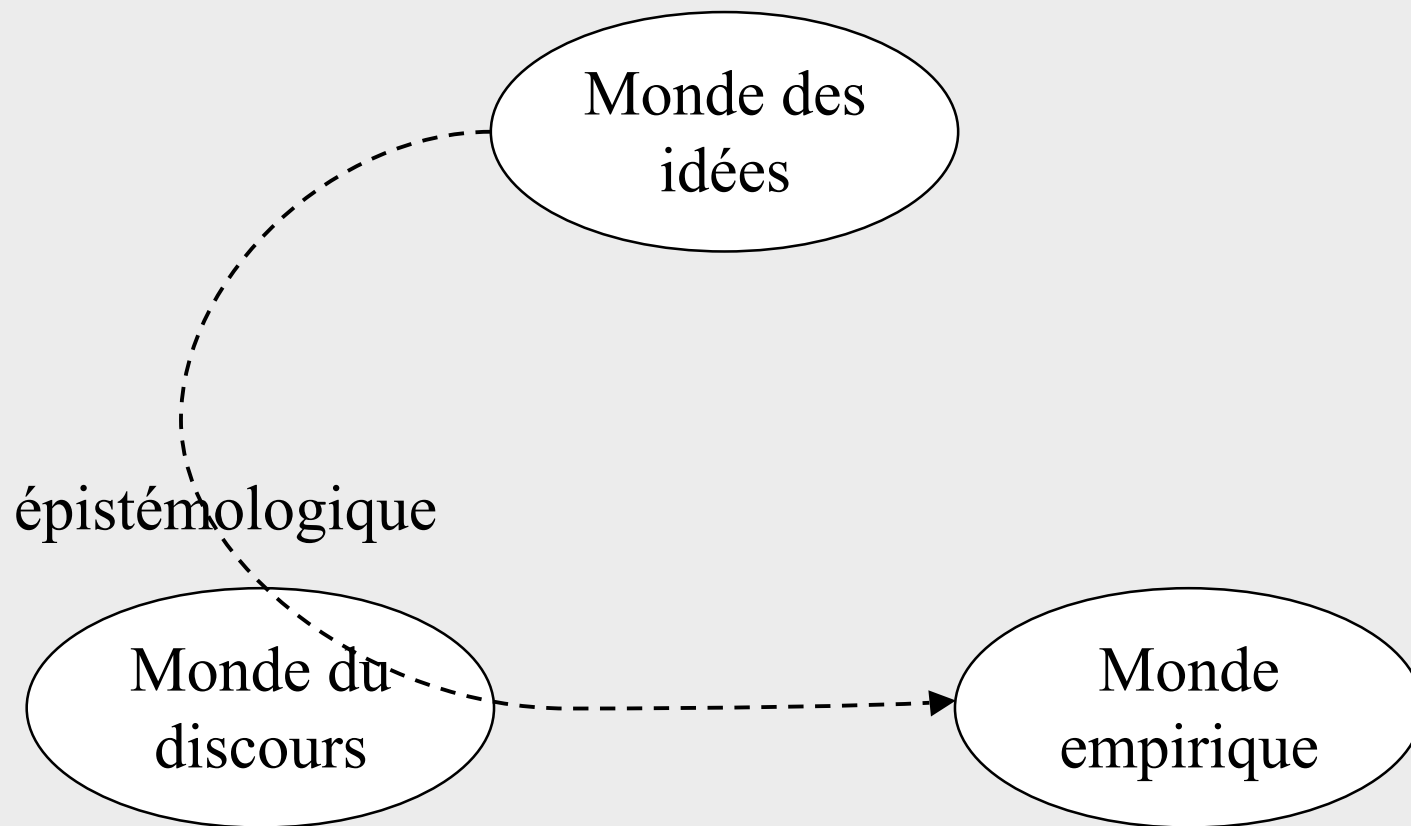 Monde des
idées
épistémologique
Monde du
discours
Monde
empirique